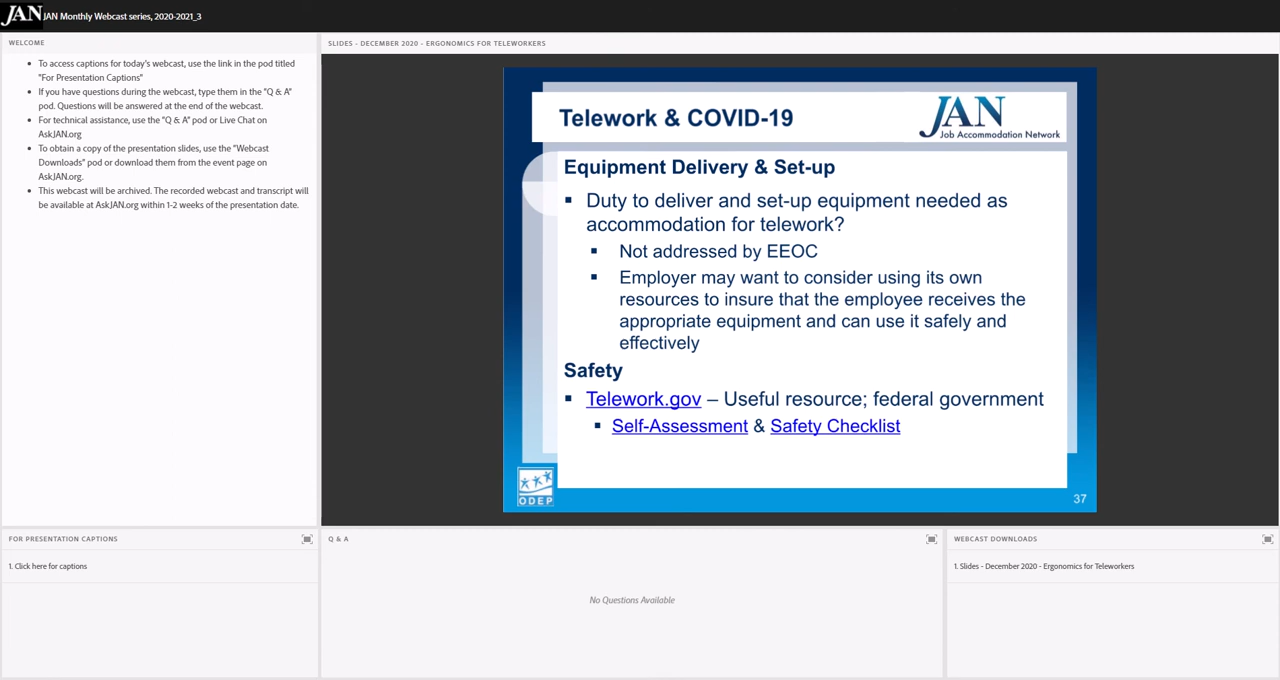 JAN JAN Monthly Webcast series, 2020-2021_3
WELCOME
• To access captions for today's webcast, use the link in the pod titled
"For Presentation Captions"
• If you have questions during the webcast, type them in the "Q & A"
pod. Questions will be answered at the end of the webcast.
• For technical assistance, use the "Q & A" pod or Live Chat on
AskJAN.org
• To obtain a copy of the presentation slides, use the "Webcast
Downloads" pod or download them from the event page on
AskJAN.org.
• This webcast will be archived. The recorded webcast and transcript will
be available at AskJAN.org within 1-2 weeks of the presentation date.
SLIDES - DECEMBER 2020 - ERGONOMICS FOR TELEWORKERS
Telework & COVID-19
JAN
Job Accommodation Network
Equipment Delivery & Set-up
▪ Duty to deliver and set-up equipment needed as
accommodation for telework?
▪ Not addressed by EEOC
▪ Employer may want to consider using its own
resources to insure that the employee receives the
appropriate equipment and can use it safely and
effectively
Safety
▪ Telework.gov – Useful resource; federal government
▪ Self-Assessment & Safety Checklist
ODEP
37
FOR PRESENTATION CAPTIONS
1. Click here for captions
Q & A
No Questions Available
WEBCAST DOWNLOADS
1. Slides - December 2020 - Ergonomics for Teleworkers